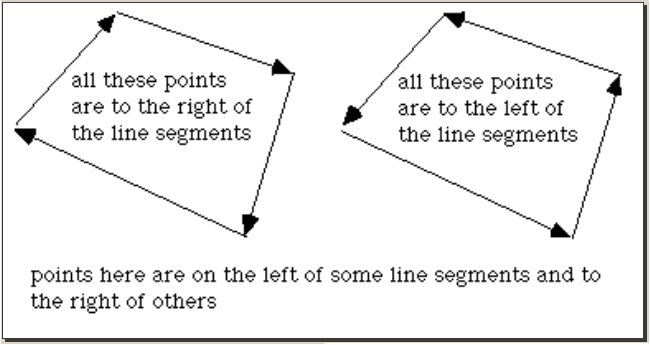 all these points
are to the right of
the line segments
all these points
are to the left of
the line segments
points here are on the left of some line segments and to
the right of others